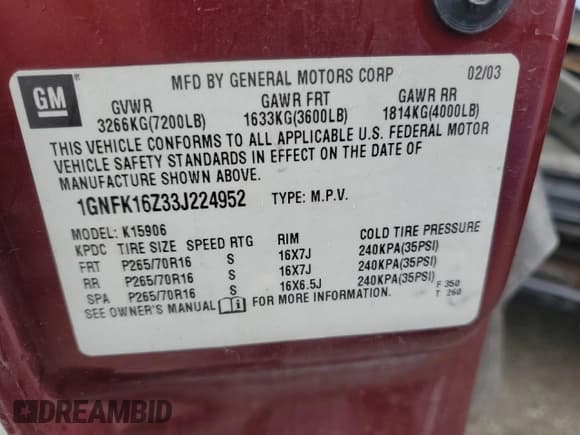 GM
®
MFD BY GENERAL MOTORS CORP 02/03
GVWR GAWR FRT GAWR RR
3266KG(7200LB) 1633KG(3600LB) 1814KG(4000LB)
THIS VEHICLE CONFORMS TO ALL APPLICABLE U.S. FEDERAL MOTOR
VEHICLE SAFETY STANDARDS IN EFFECT ON THE DATE OF
MANUFACTURE SHOWN ABOVE.
1GNFK16Z33J224952 TYPE: M.P.V.
MODEL: K15906
KPDC TIRE SIZE SPEED RTG RIM COLD TIRE PRESSURE
FRT P265/70R16 S 16X7J 240KPA(35PSI)
RR P265/70R16 S 16X7J 240KPA(35PSI)
SPA P265/70R16 S 16X6.5J 240KPA(35PSI)
SEE OWNER'S MANUAL FOR MORE INFORMATION. F: 350
T: 260
DREAMBID